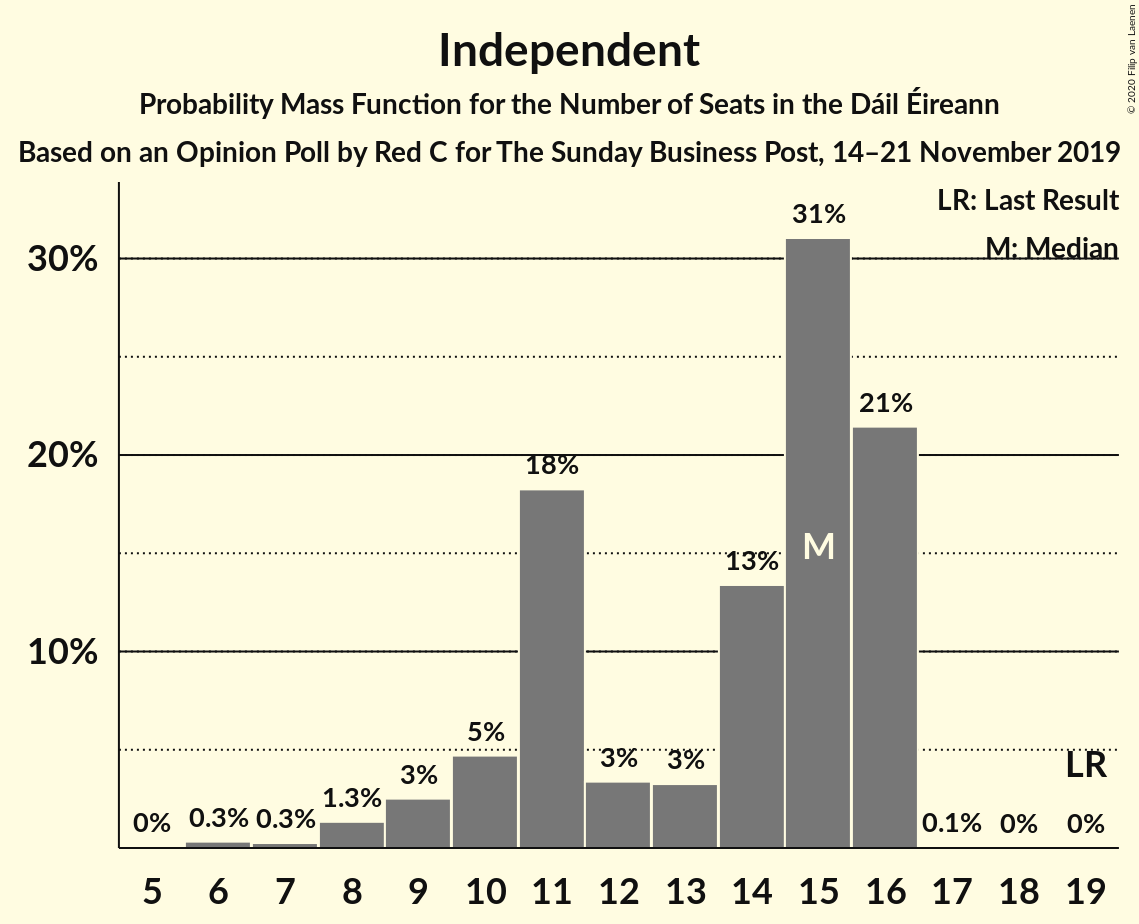 Independent
Probability Mass Function for the Number of Seats in the Dáil Éireann
Based on an Opinion Poll by Red C for The Sunday Business Post, 14–21 November 2019
© 2020 Filip van Laenen
LR: Last Result
M: Median
30%
20%
10%
0% 0.3% 0.3% 1.3% 3% 5% 18% 3% 3% 13% 31% 21% 0.1% 0% 0%
M
LR
5 6 7 8 9 10 11 12 13 14 15 16 17 18 19